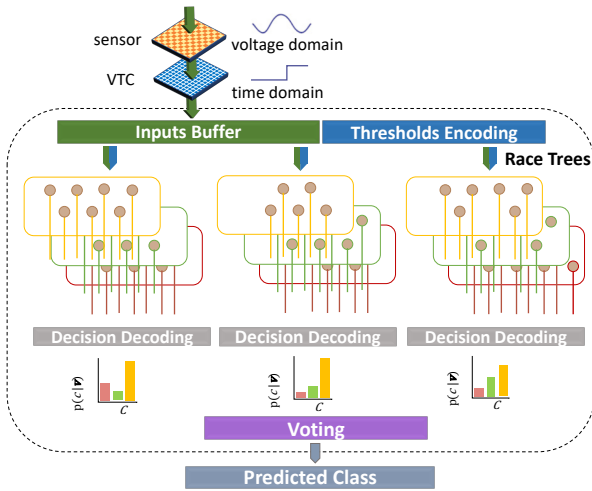 sensor
voltage domain
VTC
time domain
Inputs Buffer
Thresholds Encoding
Race Trees
Decision Decoding
Decision Decoding
Decision Decoding
C
C
C
Voting
Predicted Class